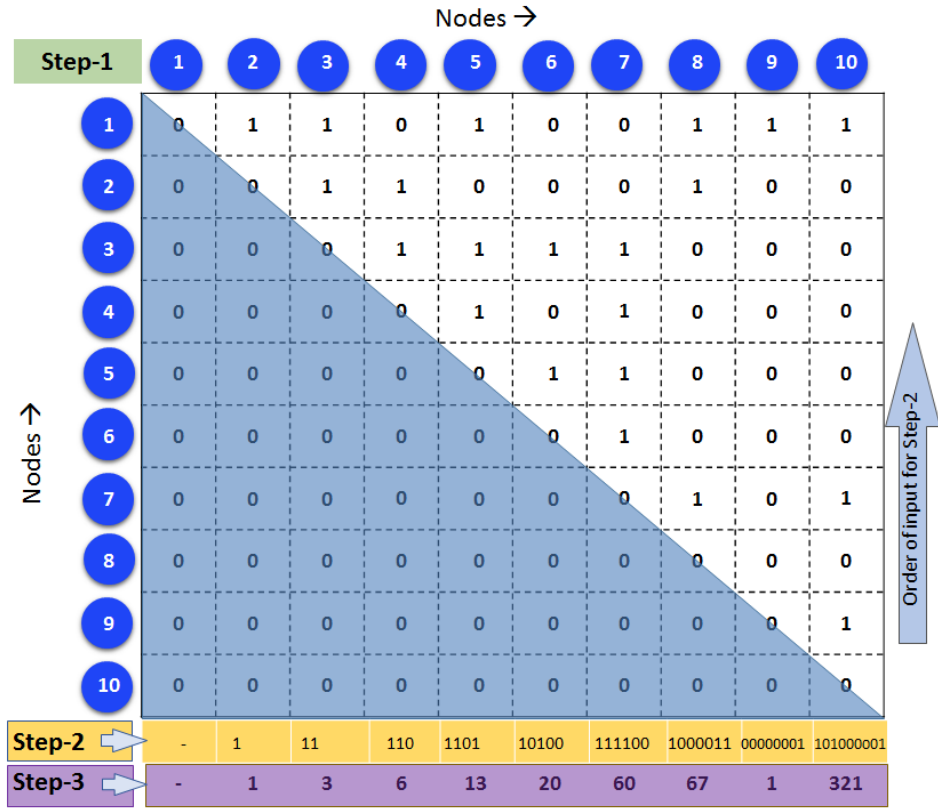 Nodes →
Step-1 1 2 3 4 5 6 7 8 9 10
1 0 1 1 0 1 0 0 1 1 1
2 0 0 1 1 0 0 0 1 0 0
3 0 0 0 1 1 1 1 0 0 0
4 0 0 0 0 1 0 1 0 0 0
5 0 0 0 0 0 1 1 0 0 0
6 0 0 0 0 0 0 1 0 0 0
7 0 0 0 0 0 0 0 1 0 1
8 0 0 0 0 0 0 0 0 0 0
9 0 0 0 0 0 0 0 0 0 1
10 0 0 0 0 0 0 0 0 0 0
Nodes →
Order of input for Step-2
Step-2 - 1 11 110 1101 10100 111100 1000011 00000001 101000001
Step-3 - 1 3 6 13 20 60 67 1 321